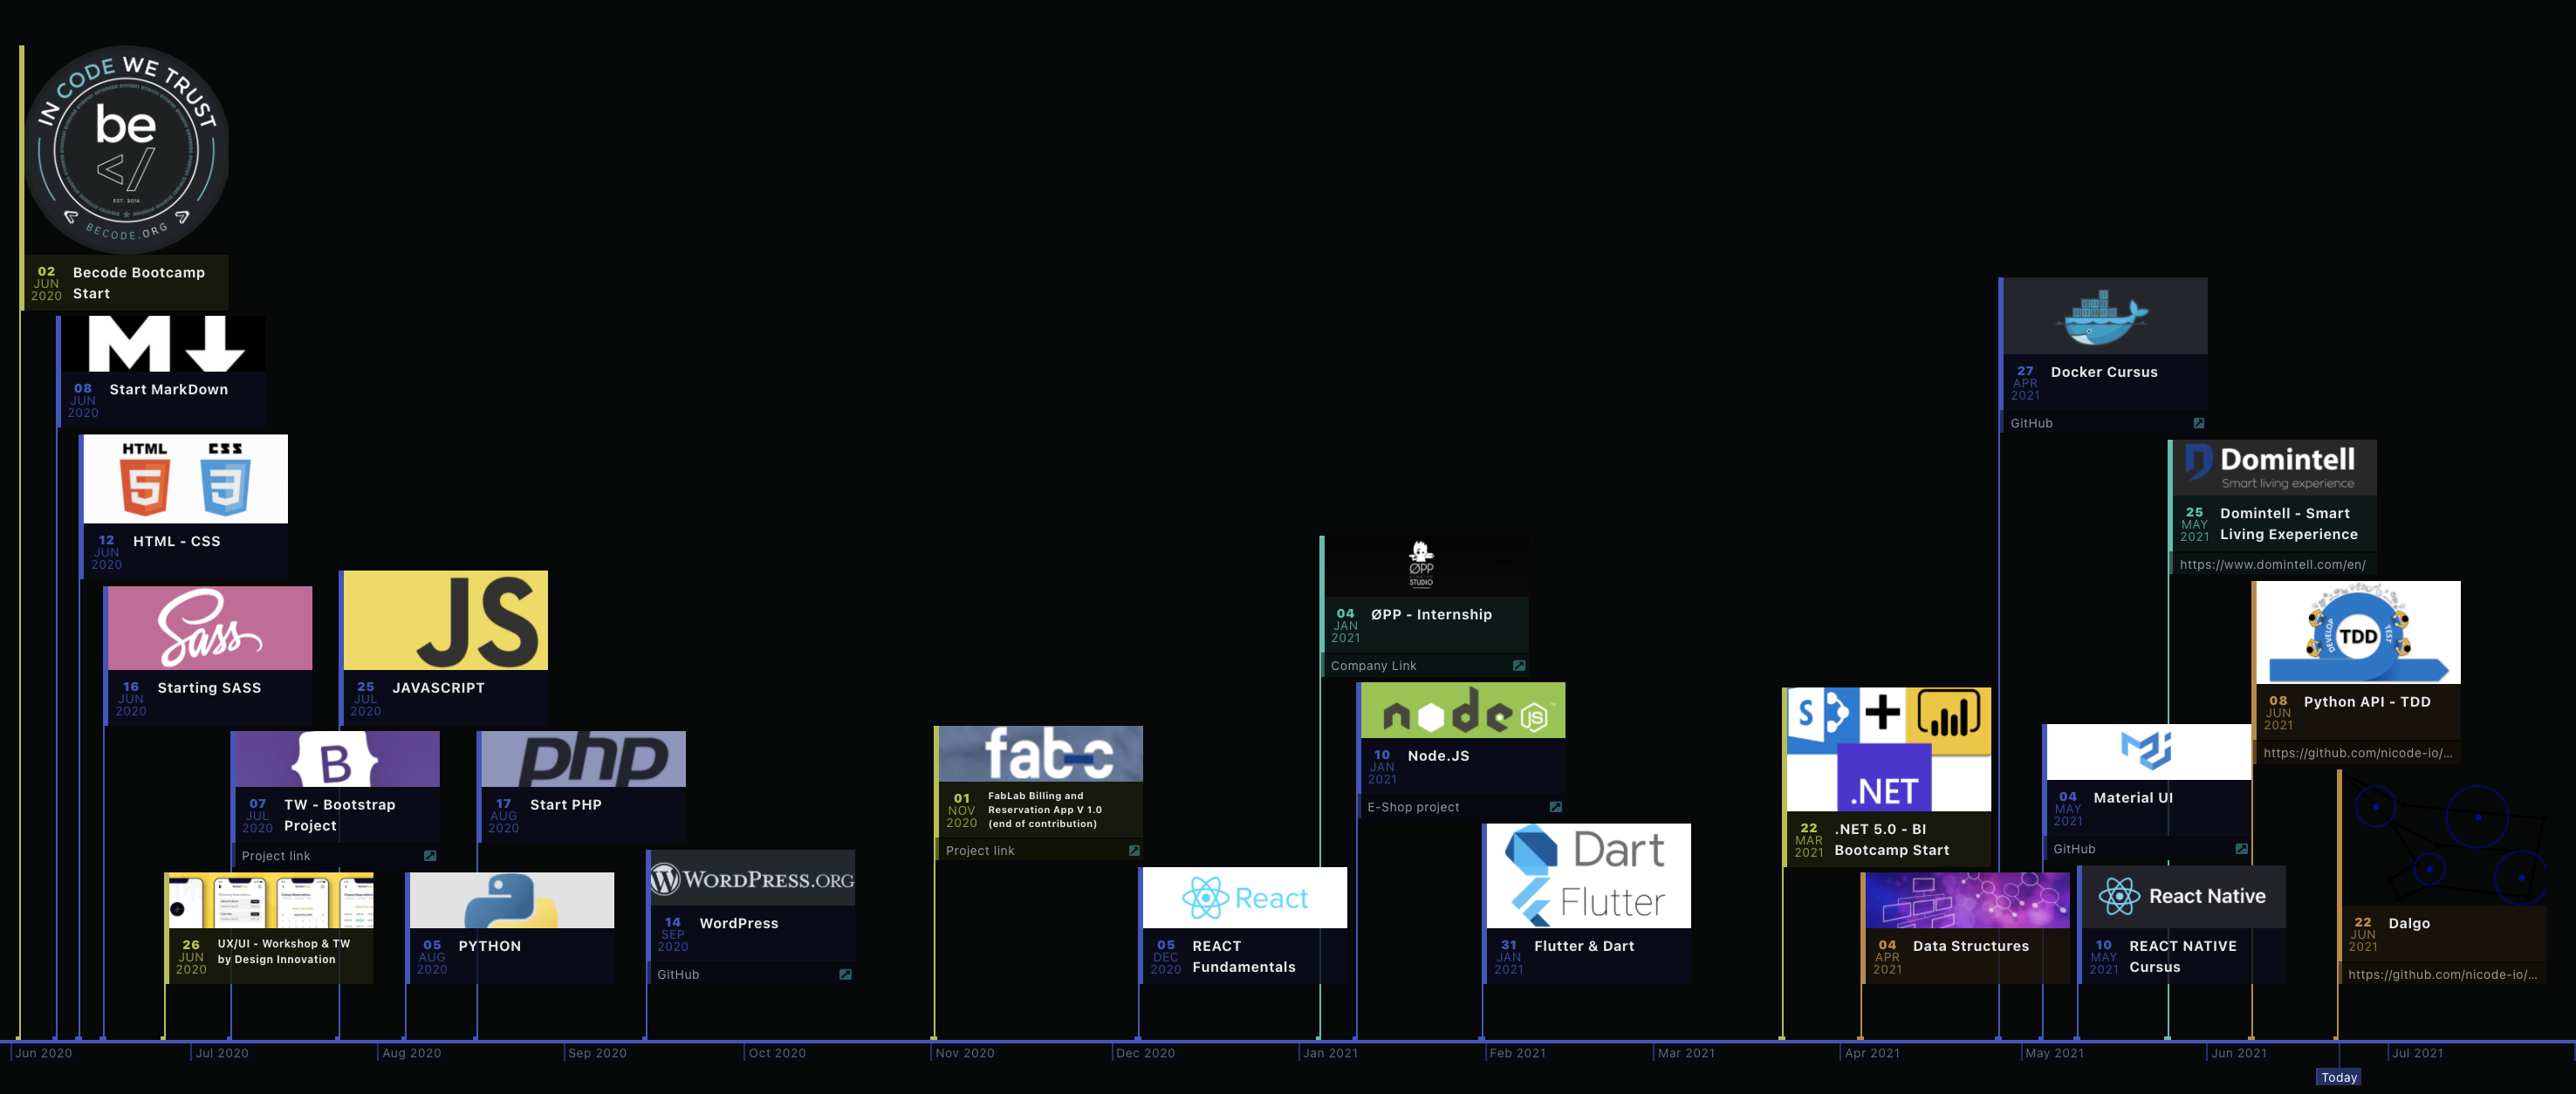 IN CODE WE TRUST
be
</
EST. 2016
BECODE.ORG
02
JUN
2020
Becode Bootcamp
Start
M
08
JUN
2020
Start MarkDown
HTML
CSS
5
3
12
JUN
2020
HTML - CSS
Sass
16
JUN
2020
Starting SASS
JS
25
JUL
2020
JAVASCRIPT
B
07
JUL
2020
TW - Bootstrap
Project
Project link
php
17
AUG
2020
Start PHP
26
JUN
2020
UX/UI - Workshop & TW
by Design Innovation
05
AUG
2020
PYTHON
WORDPRESS.ORG
14
SEP
2020
WordPress
GitHub
fab-c
01
NOV
2020
FabLab Billing and
Reservation App V 1.0
(end of contribution)
Project link
React
05
DEC
2020
REACT
Fundamentals
ØPP
STUDIO
04
JAN
2021
ØPP - Internship
Company Link
node
JS
™
10
JAN
2021
Node.JS
E-Shop project
Dart
Flutter
31
JAN
2021
Flutter & Dart
S
+
.NET
22
MAR
2021
.NET 5.0 - BI
Bootcamp Start
04
APR
2021
Data Structures
27
APR
2021
Docker Cursus
GitHub
Domintell
Smart living experience
25
MAY
2021
Domintell - Smart
Living Exeperience
https://www.domintell.com/en/
04
MAY
2021
Material UI
GitHub
React Native
10
MAY
2021
REACT NATIVE
Cursus
DEVELOP
TDD
TEST
08
JUN
2021
Python API - TDD
https://github.com/nicode-io/...
22
JUN
2021
Dalgo
https://github.com/nicode-io/...
Jun 2020
Jul 2020
Aug 2020
Sep 2020
Oct 2020
Nov 2020
Dec 2020
Jan 2021
Feb 2021
Mar 2021
Apr 2021
May 2021
Jun 2021
Jul 2021
Today